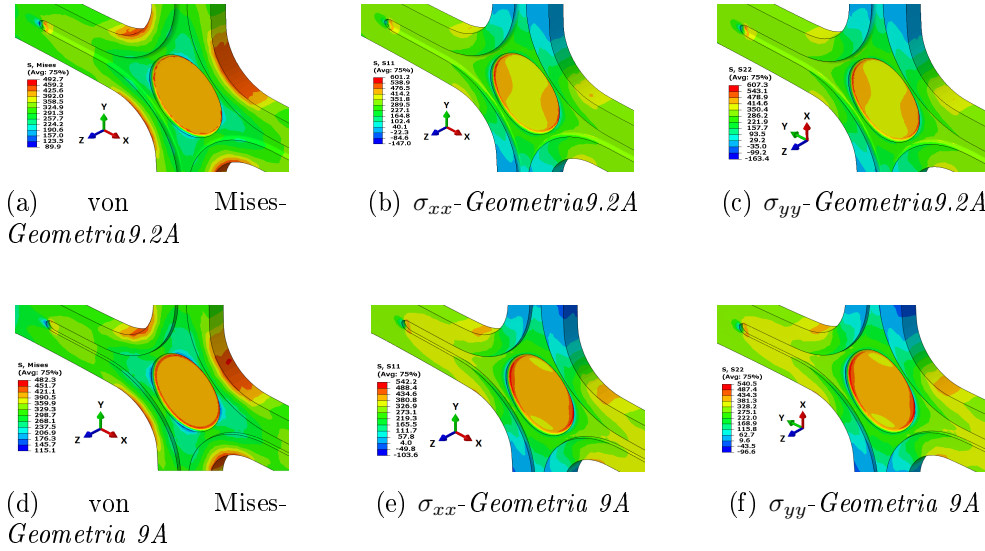 S, Mises
(Avg: 75%)
492.7
459.2
425.6
392.0
358.5
324.9
291.3
257.7
224.2
190.6
157.0
123.5
89.9
Y
Z
X
S, S11
(Avg: 75%)
601.2
538.9
476.5
414.2
351.8
289.5
227.1
164.8
102.4
40.1
-22.3
-84.6
-147.0
Y
Z
X
S, S22
(Avg: 75%)
607.3
543.1
478.9
414.6
350.4
286.2
221.9
157.7
93.5
29.2
-35.0
-99.2
-163.4
X
Y
Z
(a) von Mises-
Geometria9.2A
(b) σxx-Geometria9.2A
(c) σyy-Geometria9.2A
S, Mises
(Avg: 75%)
482.3
451.7
421.1
390.5
359.9
329.3
298.7
268.1
237.5
206.9
176.3
145.7
115.1
Y
Z
X
S, S11
(Avg: 75%)
542.2
488.4
434.6
380.8
326.9
273.1
219.3
165.5
111.7
57.8
4.0
-49.8
-103.6
Y
Z
X
S, S22
(Avg: 75%)
540.5
487.4
434.3
381.3
328.2
275.1
222.0
168.9
115.8
62.7
9.6
-43.5
-96.6
X
Y
Z
(d) von Mises-
Geometria 9A
(e) σxx-Geometria 9A
(f) σyy-Geometria 9A